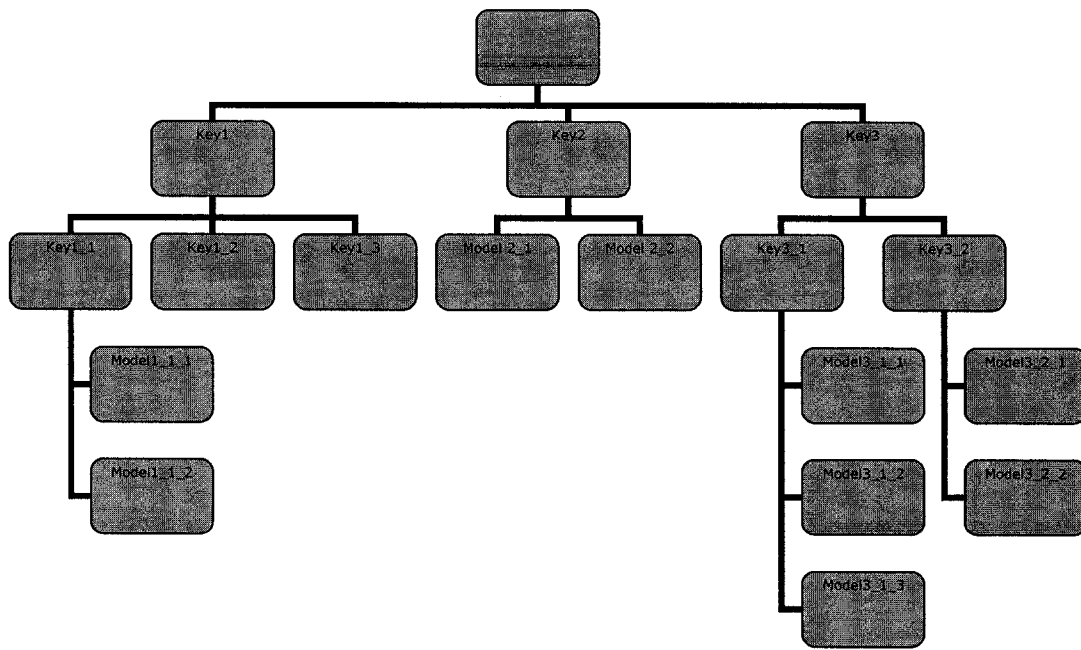 Key1
Key2
Key3
Key1_1
Key1_2
Key1_3
Model 2_1
Model 2_2
Key3_1
Key3_2
Model1_1_1
Model3_1_1
Model3_2_1
Model1_1_2
Model3_1_2
Model3_2_2
Model3_1_3